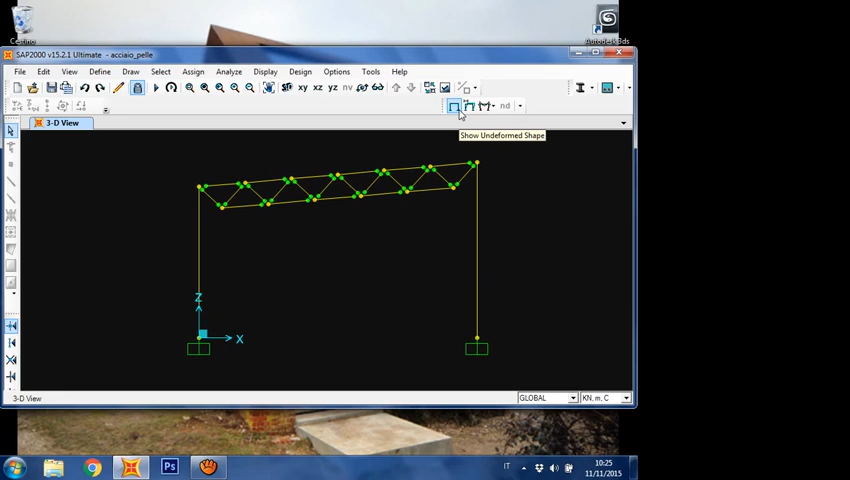 Cestino
Autodesk 3ds
SAP2000 v15.2.1 Ultimate - acciaio_pelle
File Edit View Define Draw Select Assign Analyze Display Design Options Tools Help
3D xy xz yz nv
nd
3-D View
Show Undeformed Shape
Z
X
3-D View GLOBAL KN, m, C
Ps IT 10:25
11/11/2015